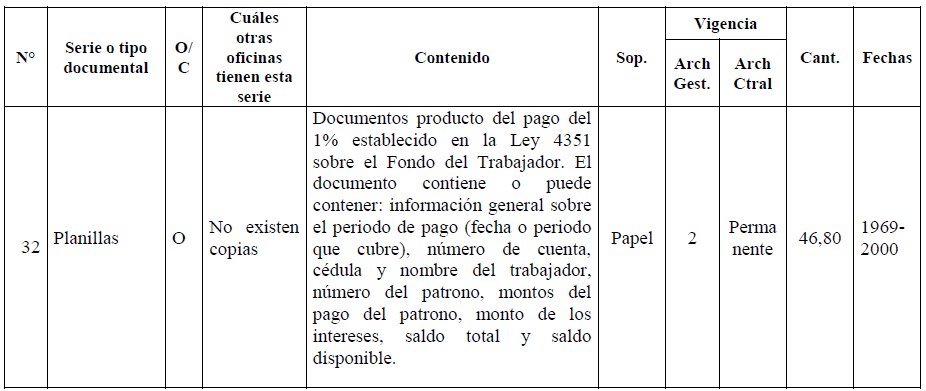 N°
Serie o tipo
documental
O/
C
Cuáles
otras
oficinas
tienen esta
serie
Contenido
Sop.
Vigencia
Arch
Gest.
Arch
Ctral
Cant.
Fechas
32
Planillas
O
No existen
copias
Documentos producto del pago del
1% establecido en la Ley 4351
sobre el Fondo del Trabajador. El
documento contiene o puede
contener: información general sobre
el periodo de pago (fecha o periodo
que cubre), número de cuenta,
cédula y nombre del trabajador,
número del patrono, montos del
pago del patrono, monto de los
intereses, saldo total y saldo
disponible.
Papel
2
Perma
nente
46,80
1969-
2000